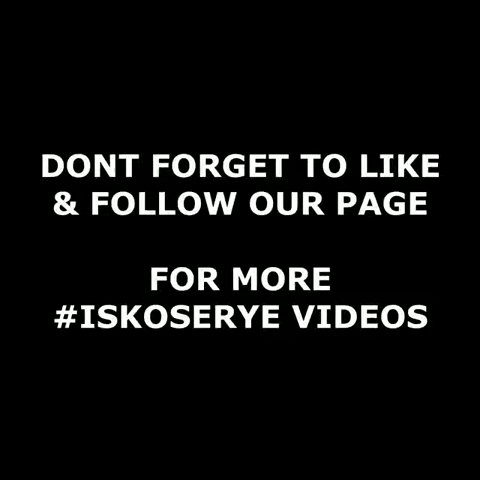 DONT FORGET TO LIKE
& FOLLOW OUR PAGE
FOR MORE
#ISKOSERYE VIDEOS